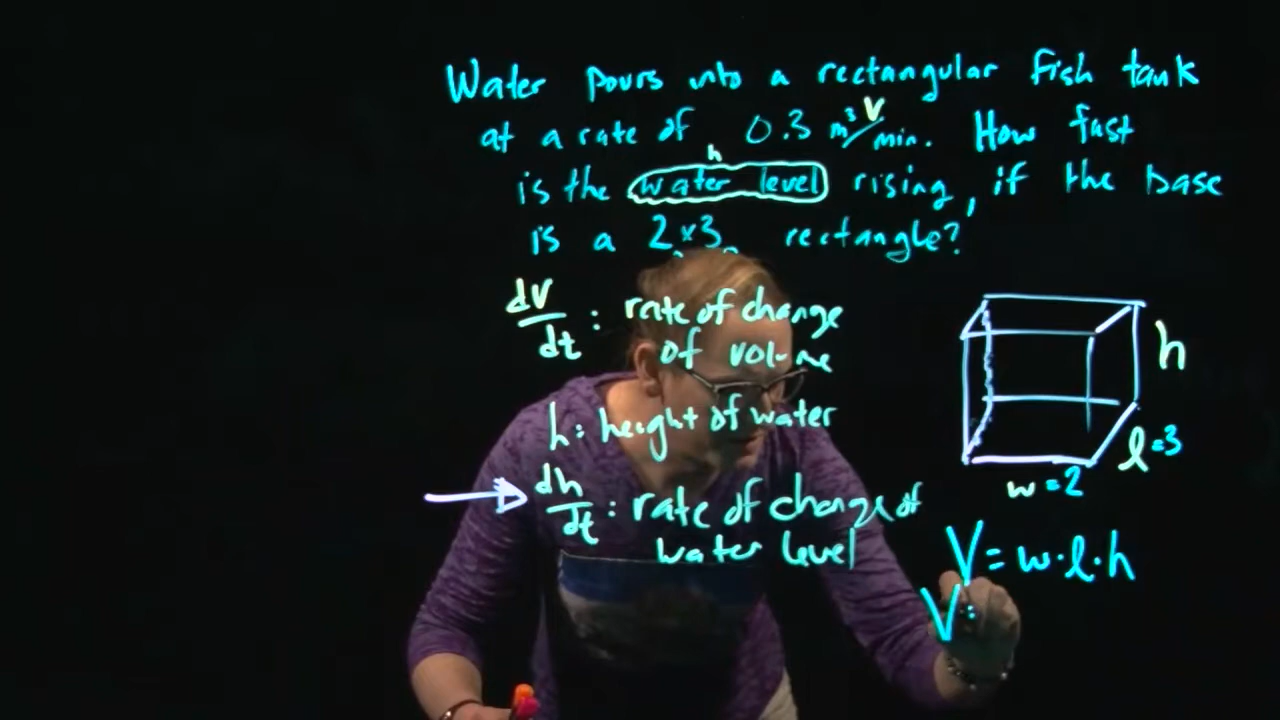 Water pours into a rectangular fish tank
at a rate of 0.3 m³/min. How fast
V
h
is the water level rising, if the base
is a 2x3 rectangle?
dV/dt : rate of change
of volume
h: height of water
dh/dt : rate of change of
water level
h
l=3
w=2
V = w·l·h
V =